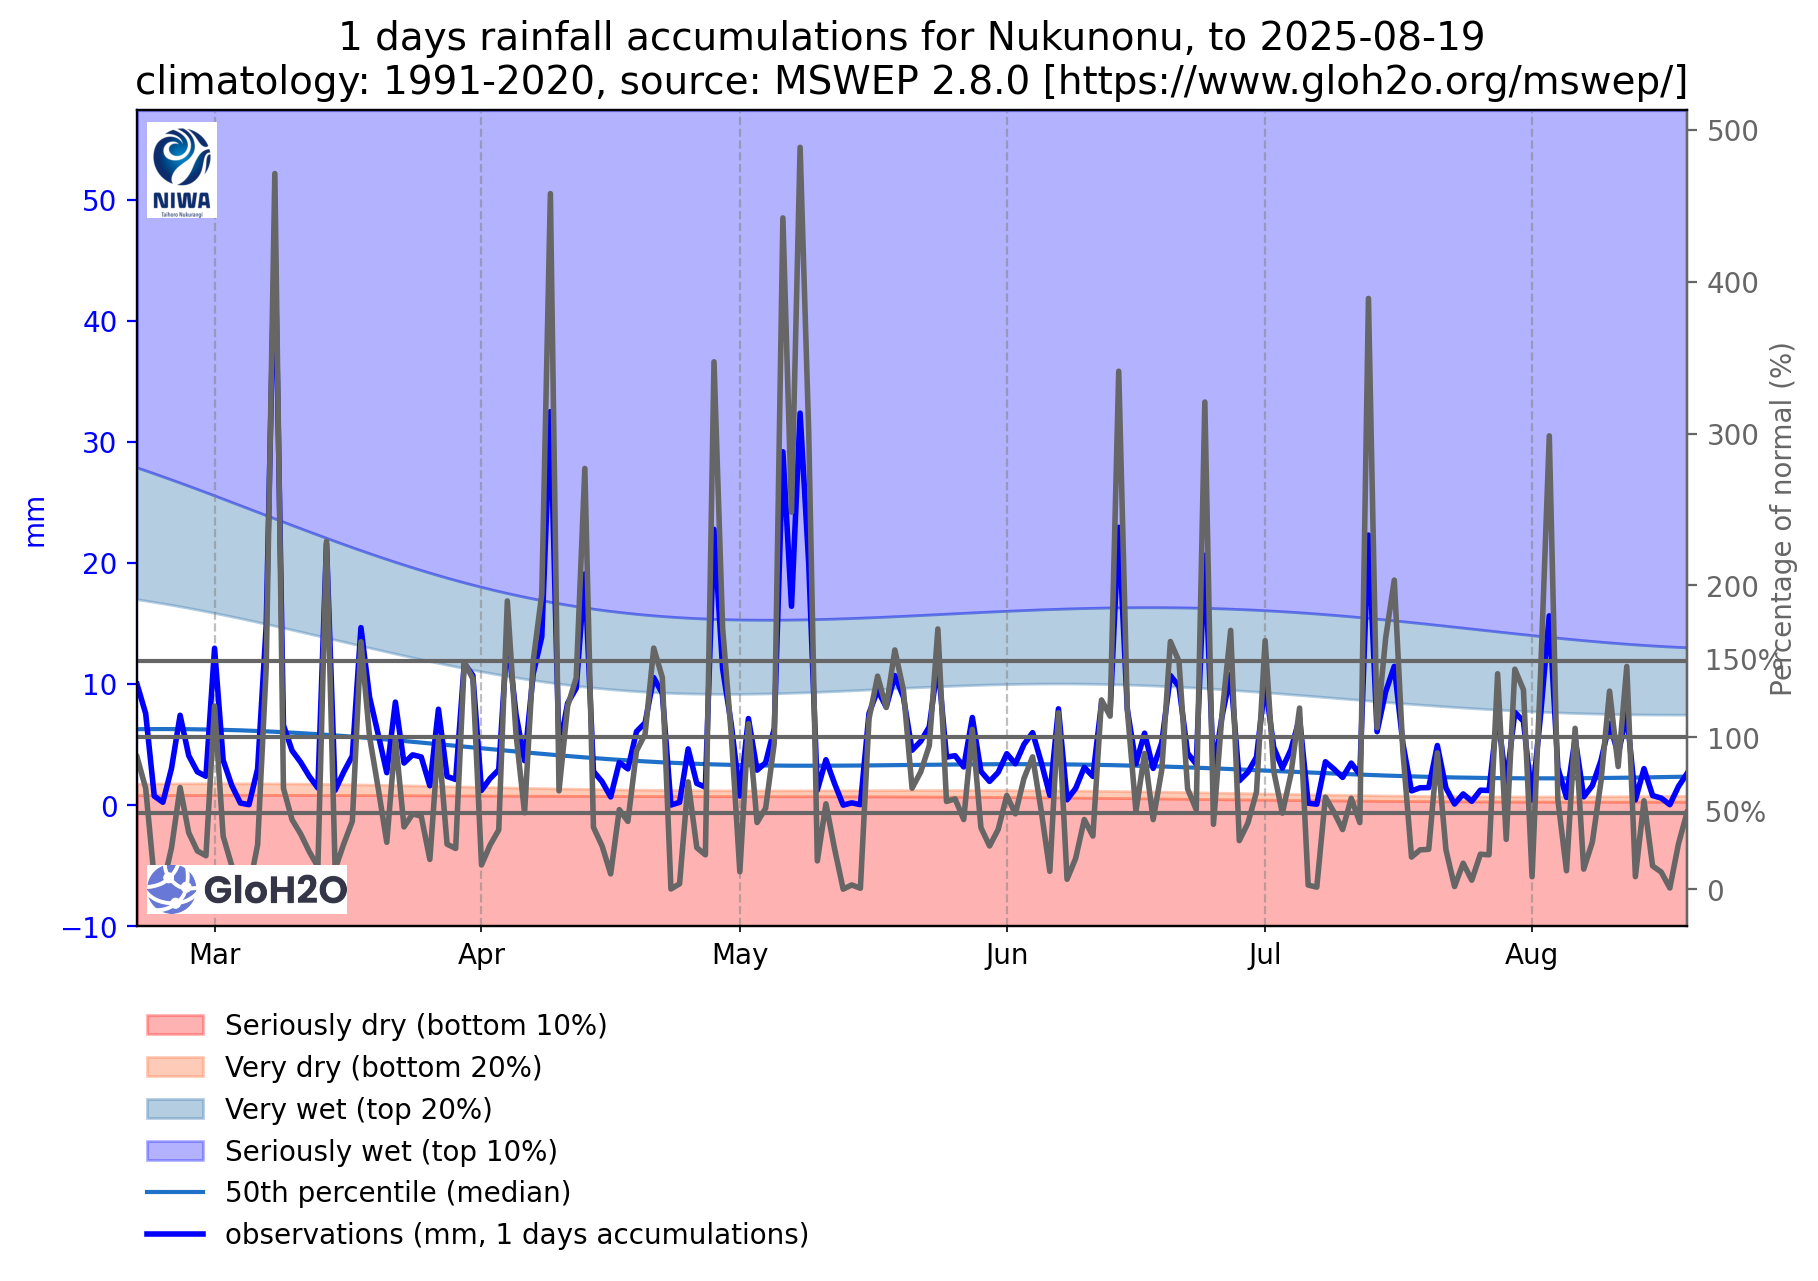 1 days rainfall accumulations for Nukunonu, to 2025-08-19
climatology: 1991-2020, source: MSWEP 2.8.0 [https://www.gloh2o.org/mswep/]
NIWA
Taihoro Nukurangi
50
40
30
20
10
0
−10
mm
500
400
300
200
150%
100
50%
0
Percentage of normal (%)
GloH2O
Mar
Apr
May
Jun
Jul
Aug
Seriously dry (bottom 10%)
Very dry (bottom 20%)
Very wet (top 20%)
Seriously wet (top 10%)
50th percentile (median)
observations (mm, 1 days accumulations)